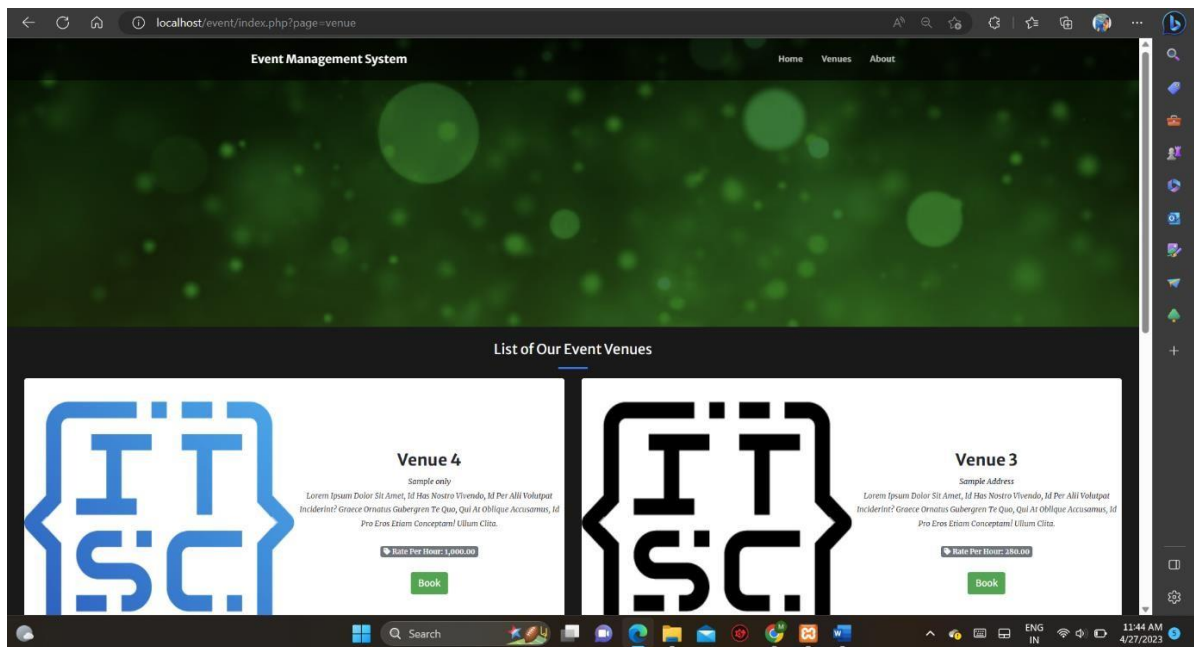 localhost/event/index.php?page=venue
Event Management System
Home Venues About
List of Our Event Venues
IT
SC
Venue 4
Sample only
Lorem Ipsum Dolor Sit Amet, Id Has Nostro Vivendo, Id Per Alii Volutpat
Inciderint? Graece Ornatus Gubergren Te Quo, Qui At Oblique Accusamus, Id
Pro Eros Etiam Conceptam! Ullum Clita.
Rate Per Hour: 1,000.00
Book
IT
SC
Venue 3
Sample Address
Lorem Ipsum Dolor Sit Amet, Id Has Nostro Vivendo, Id Per Alii Volutpat
Inciderint? Graece Ornatus Gubergren Te Quo, Qui At Oblique Accusamus, Id
Pro Eros Etiam Conceptam! Ullum Clita.
Rate Per Hour: 280.00
Book
Search
ENG
IN
11:44 AM
4/27/2023
5